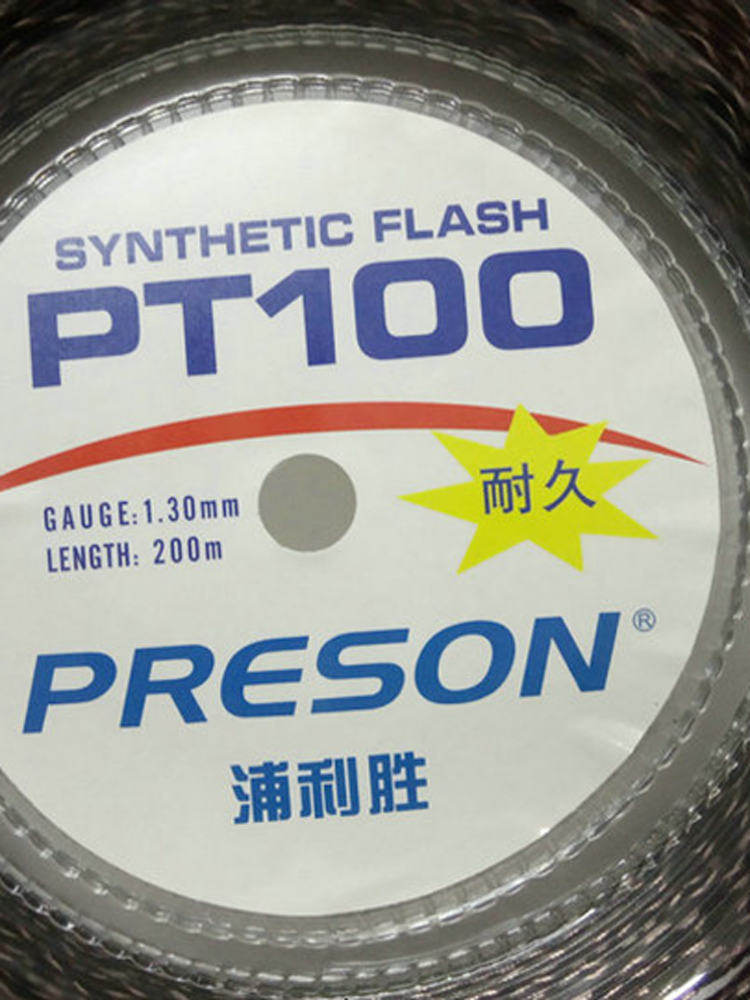 SYNTHETIC FLASH
PT100
耐久
GAUGE:1.30mm
LENGTH: 200m
PRESON®
浦利胜